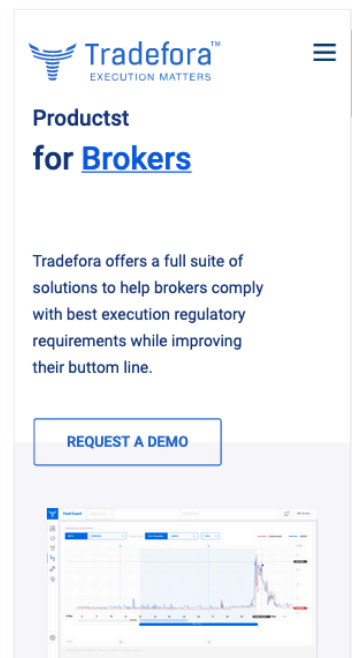 Tradefora™
EXECUTION MATTERS
Productst
for Brokers
Tradefora offers a full suite of
solutions to help brokers comply
with best execution regulatory
requirements while improving
their buttom line.
REQUEST A DEMO